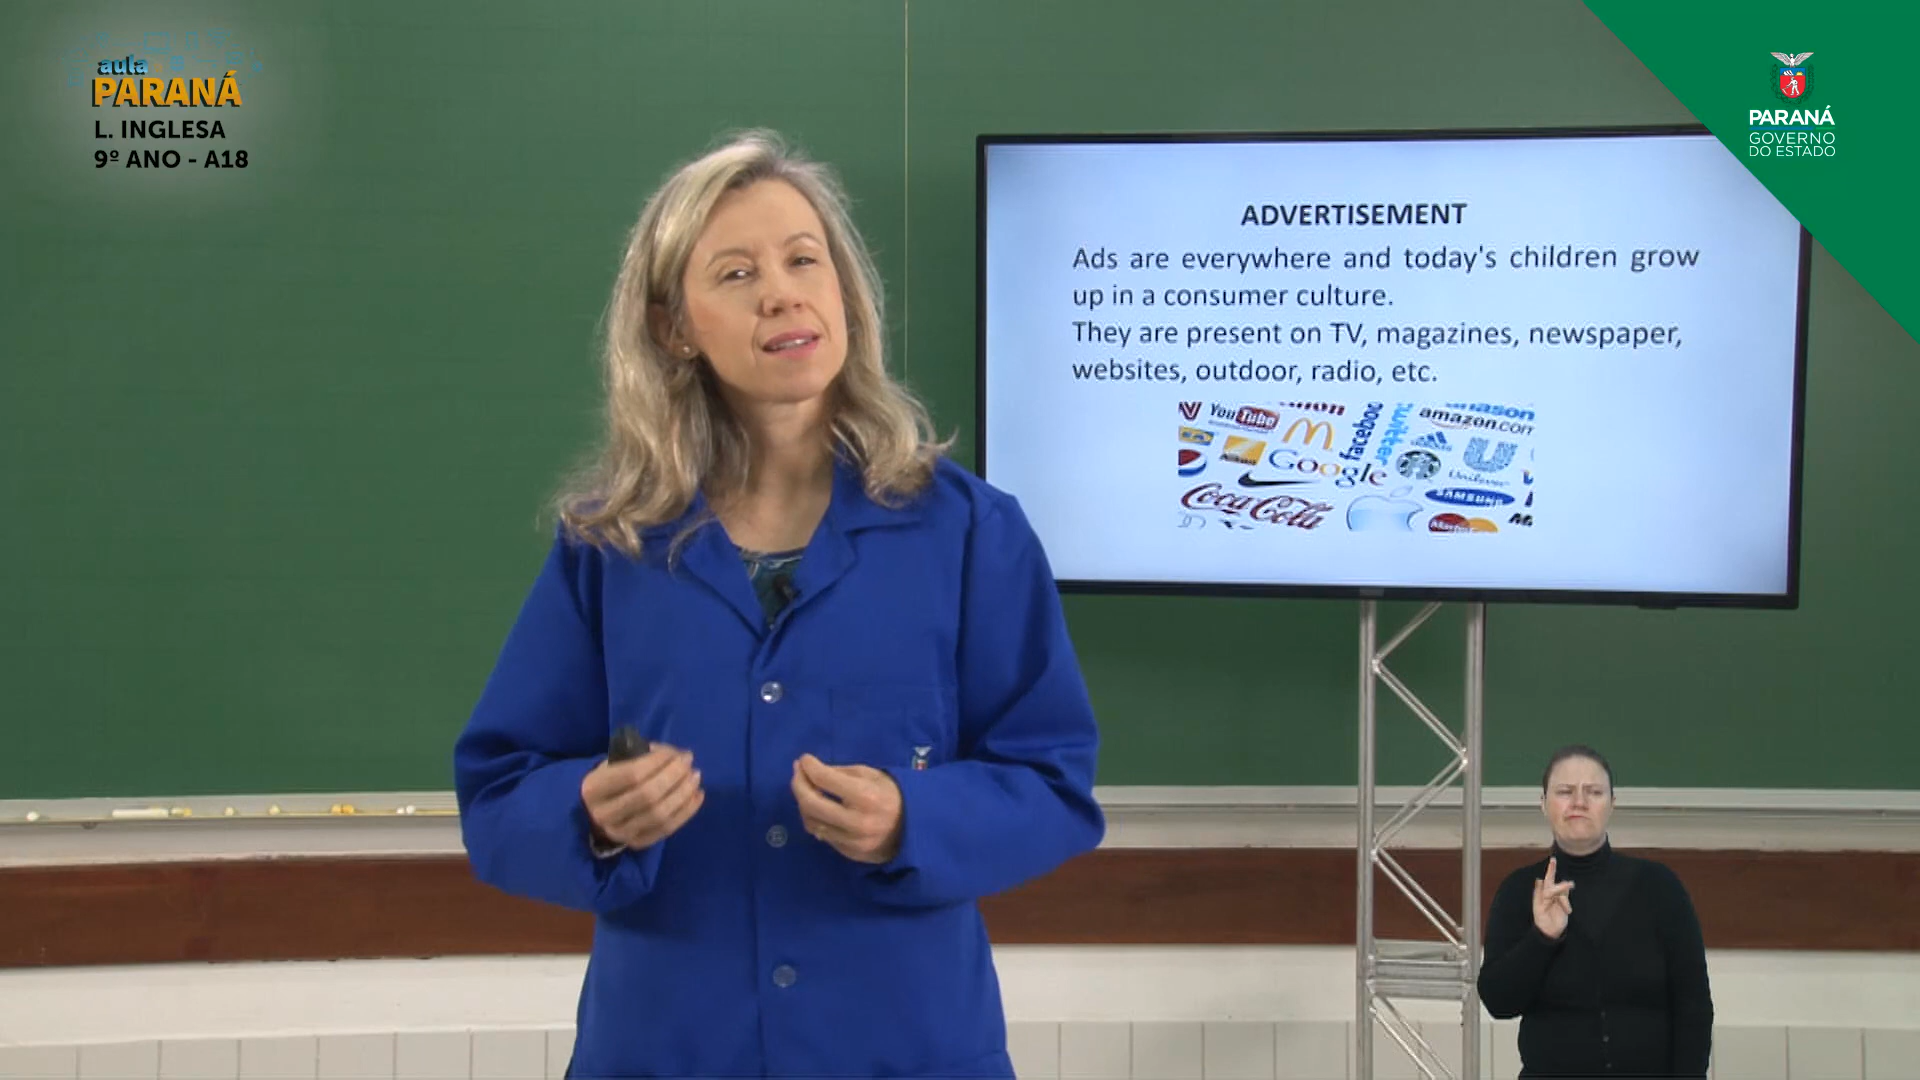 aula
PARANÁ
L. INGLESA
9º ANO - A18
PARANÁ
GOVERNO
DO ESTADO
ADVERTISEMENT
Ads are everywhere and today's children grow
up in a consumer culture.
They are present on TV, magazines, newspaper,
websites, outdoor, radio, etc.
YouTube
facebook
twitter
amazon.com
adidas
Google
Unilever
Coca Cola
SAMSUNG